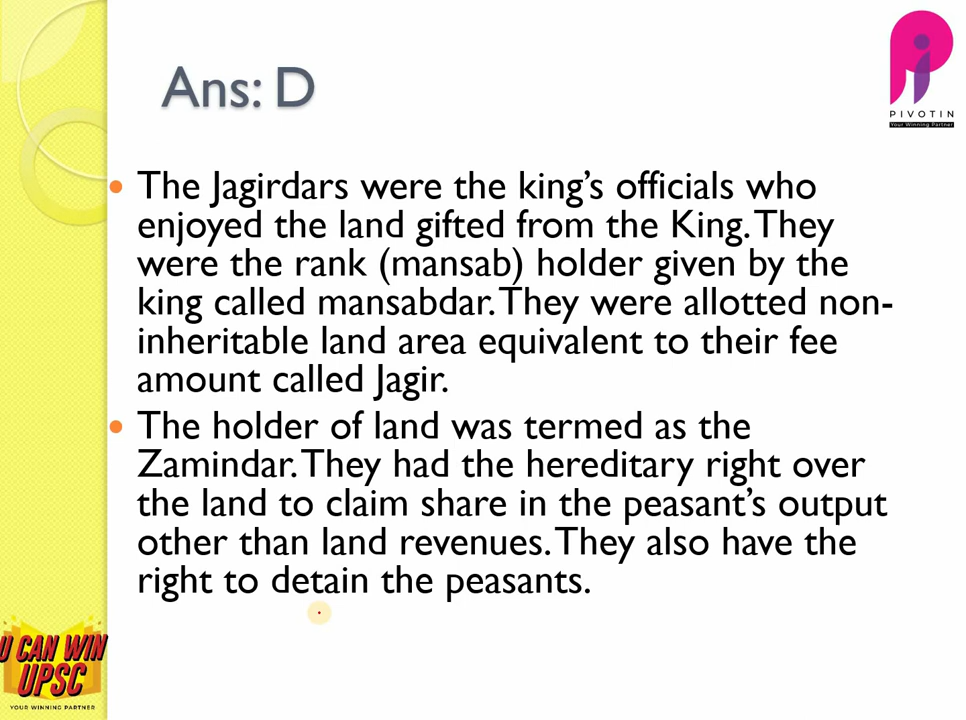 Ans: D
PIVOTIN
Your Winning Partner
The Jagirdars were the king's officials who
enjoyed the land gifted from the King. They
were the rank (mansab) holder given by the
king called mansabdar. They were allotted non-
inheritable land area equivalent to their fee
amount called Jagir.
The holder of land was termed as the
Zamindar. They had the hereditary right over
the land to claim share in the peasant's output
other than land revenues. They also have the
right to detain the peasants.
U CAN WIN
UPSC
YOUR WINNING PARTNER